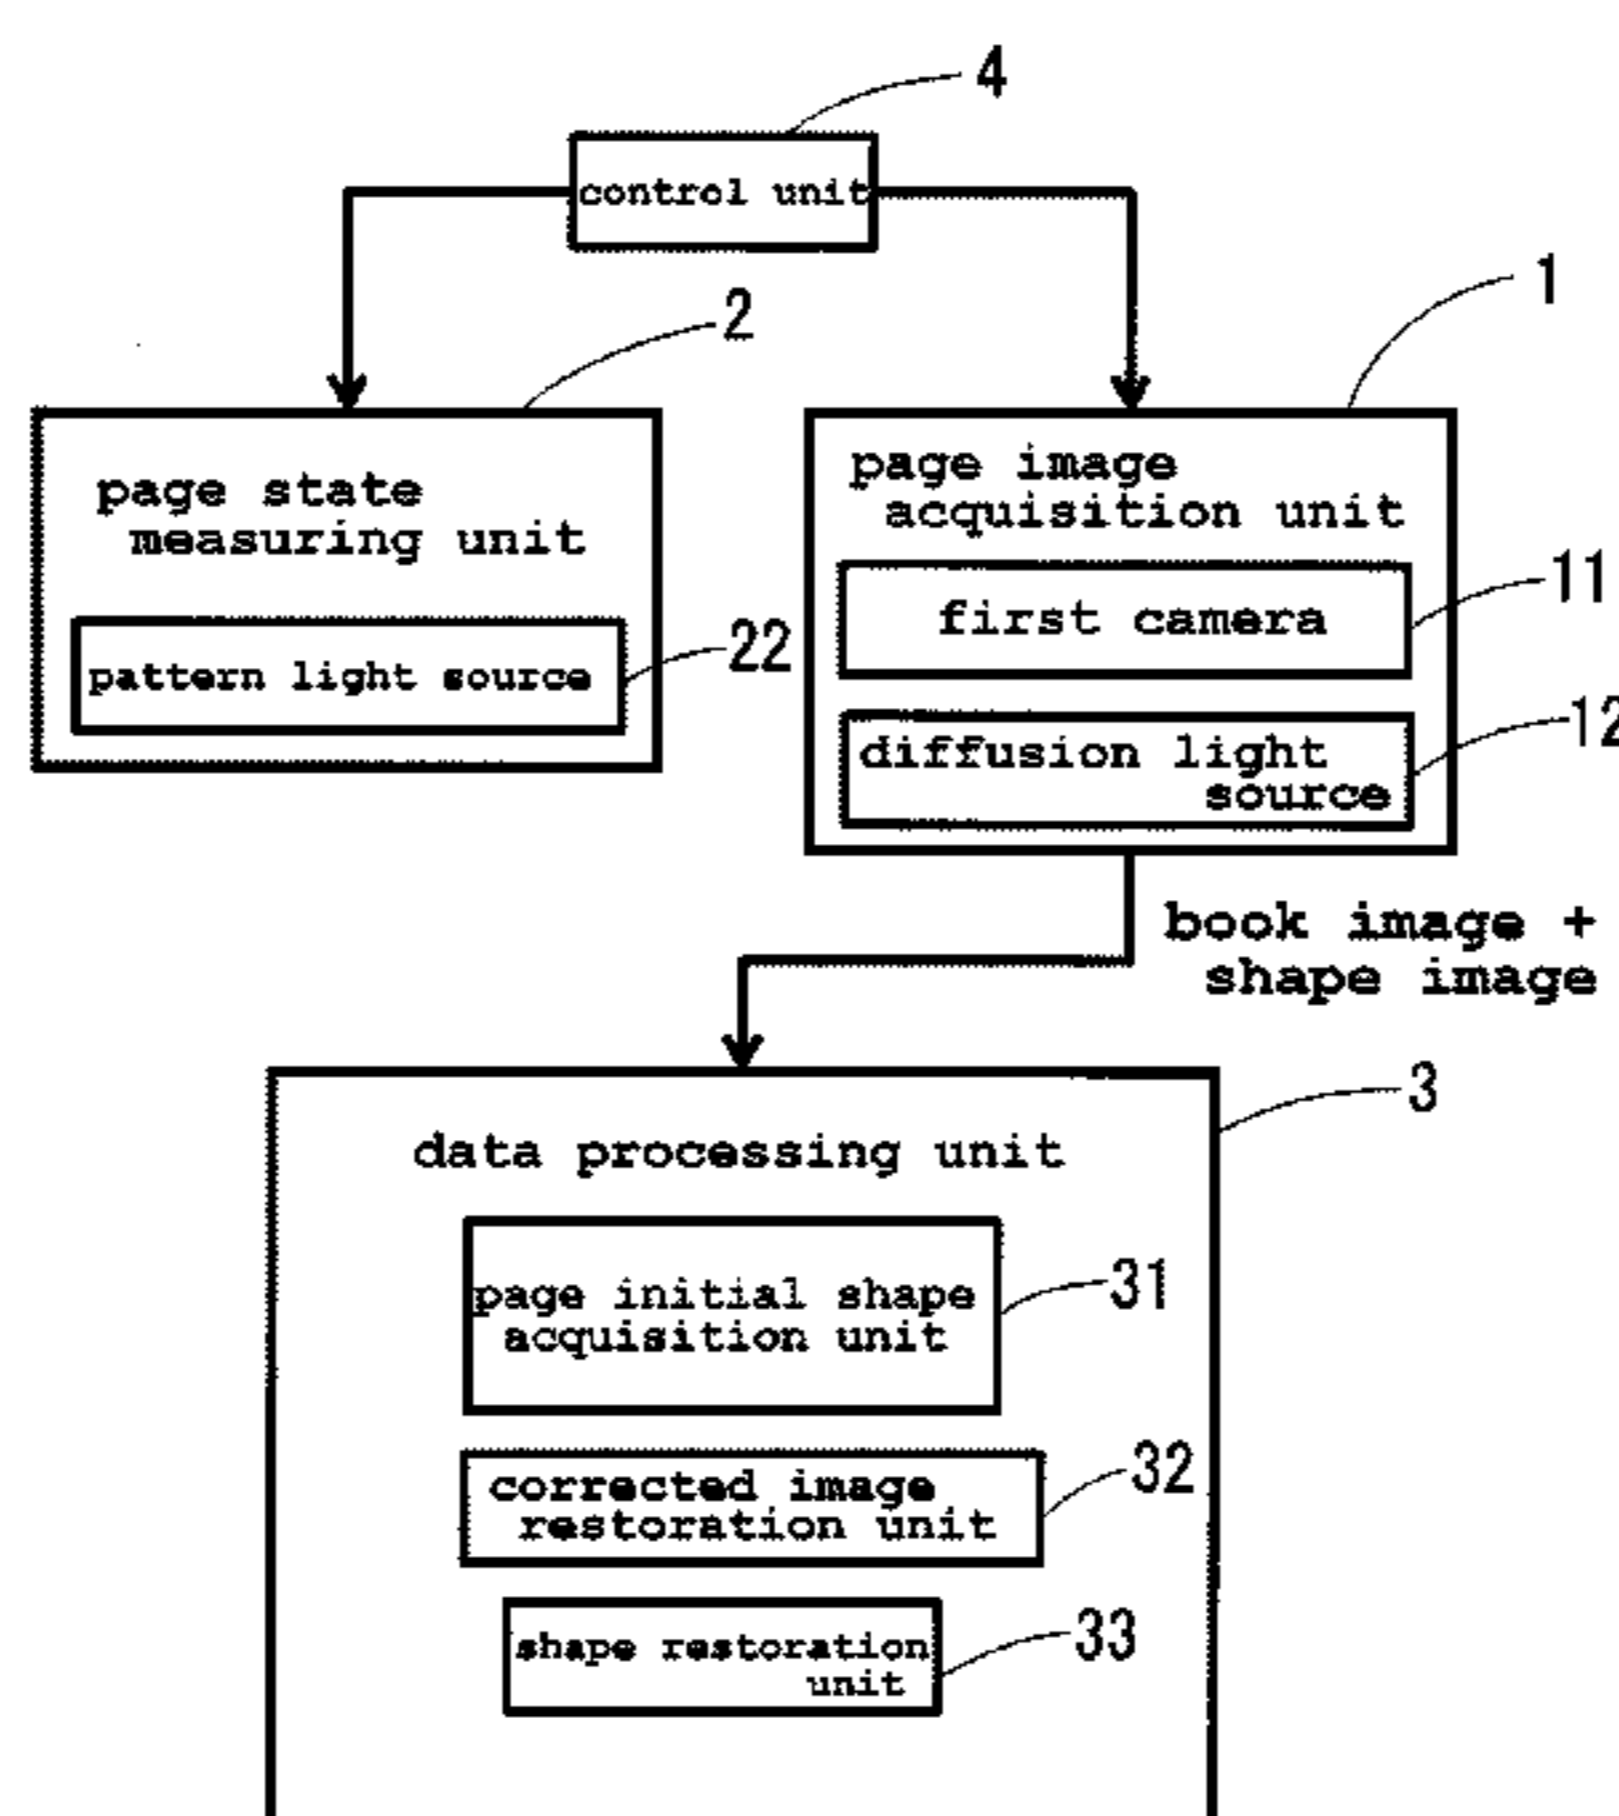 4
control unit
1
2
page state
measuring unit
pattern light source
22
page image
acquisition unit
first camera
11
diffusion light
source
12
book image +
shape image
3
data processing unit
page initial shape
acquisition unit
31
corrected image
restoration unit
32
shape restoration
unit
33